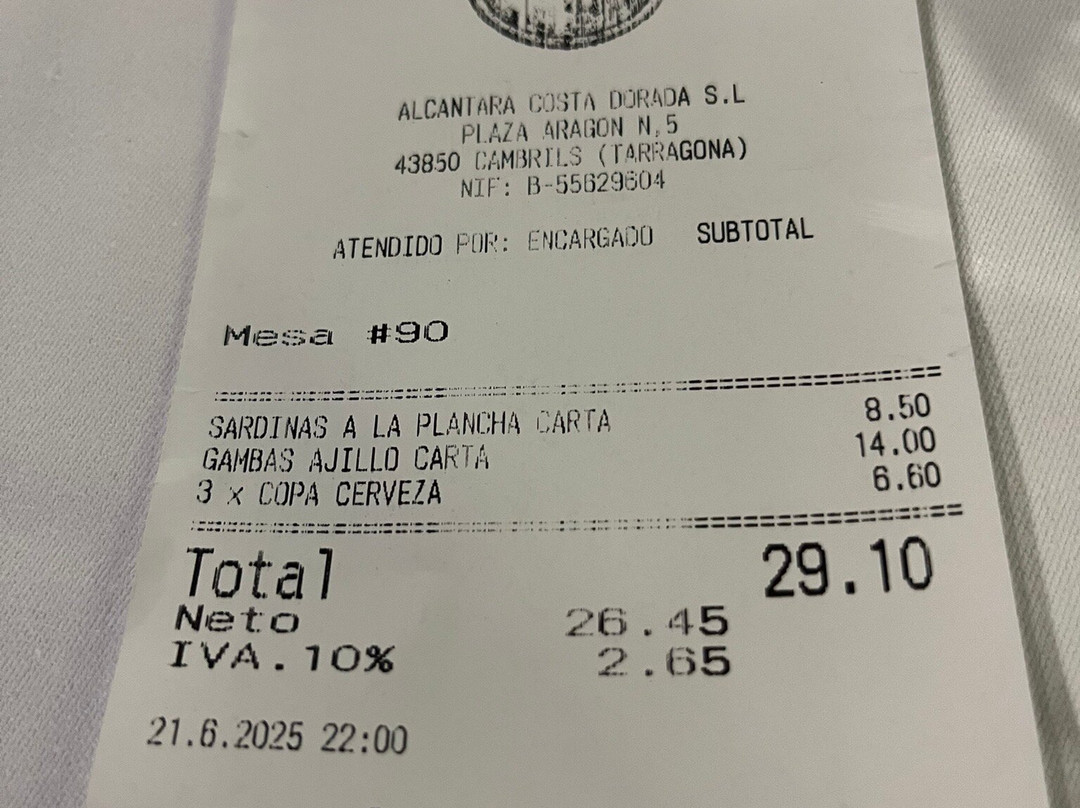 ALCANTARA COSTA DORADA S.L
PLAZA ARAGON N,5
43850 CAMBRILS (TARRAGONA)
NIF: B-55629604
ATENDIDO POR: ENCARGADO SUBTOTAL
Mesa #90
SARDINAS A LA PLANCHA CARTA 8.50
GAMBAS AJILLO CARTA 14.00
3 x COPA CERVEZA 6.60
Total 29.10
Neto 26.45
IVA.10% 2.65
21.6.2025 22:00